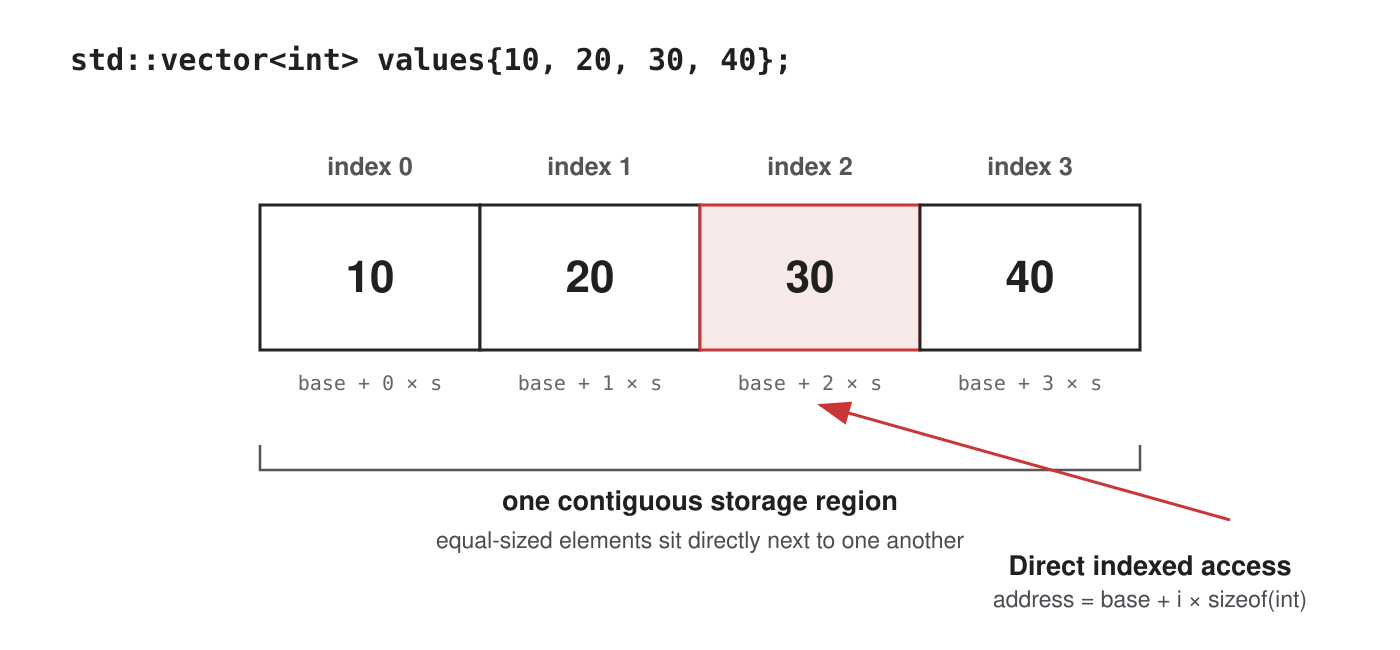 std::vector<int> values{10, 20, 30, 40};
index 0 index 1 index 2 index 3
10 20 30 40
base + 0 × s base + 1 × s base + 2 × s base + 3 × s
one contiguous storage region
equal-sized elements sit directly next to one another
Direct indexed access
address = base + i × sizeof(int)